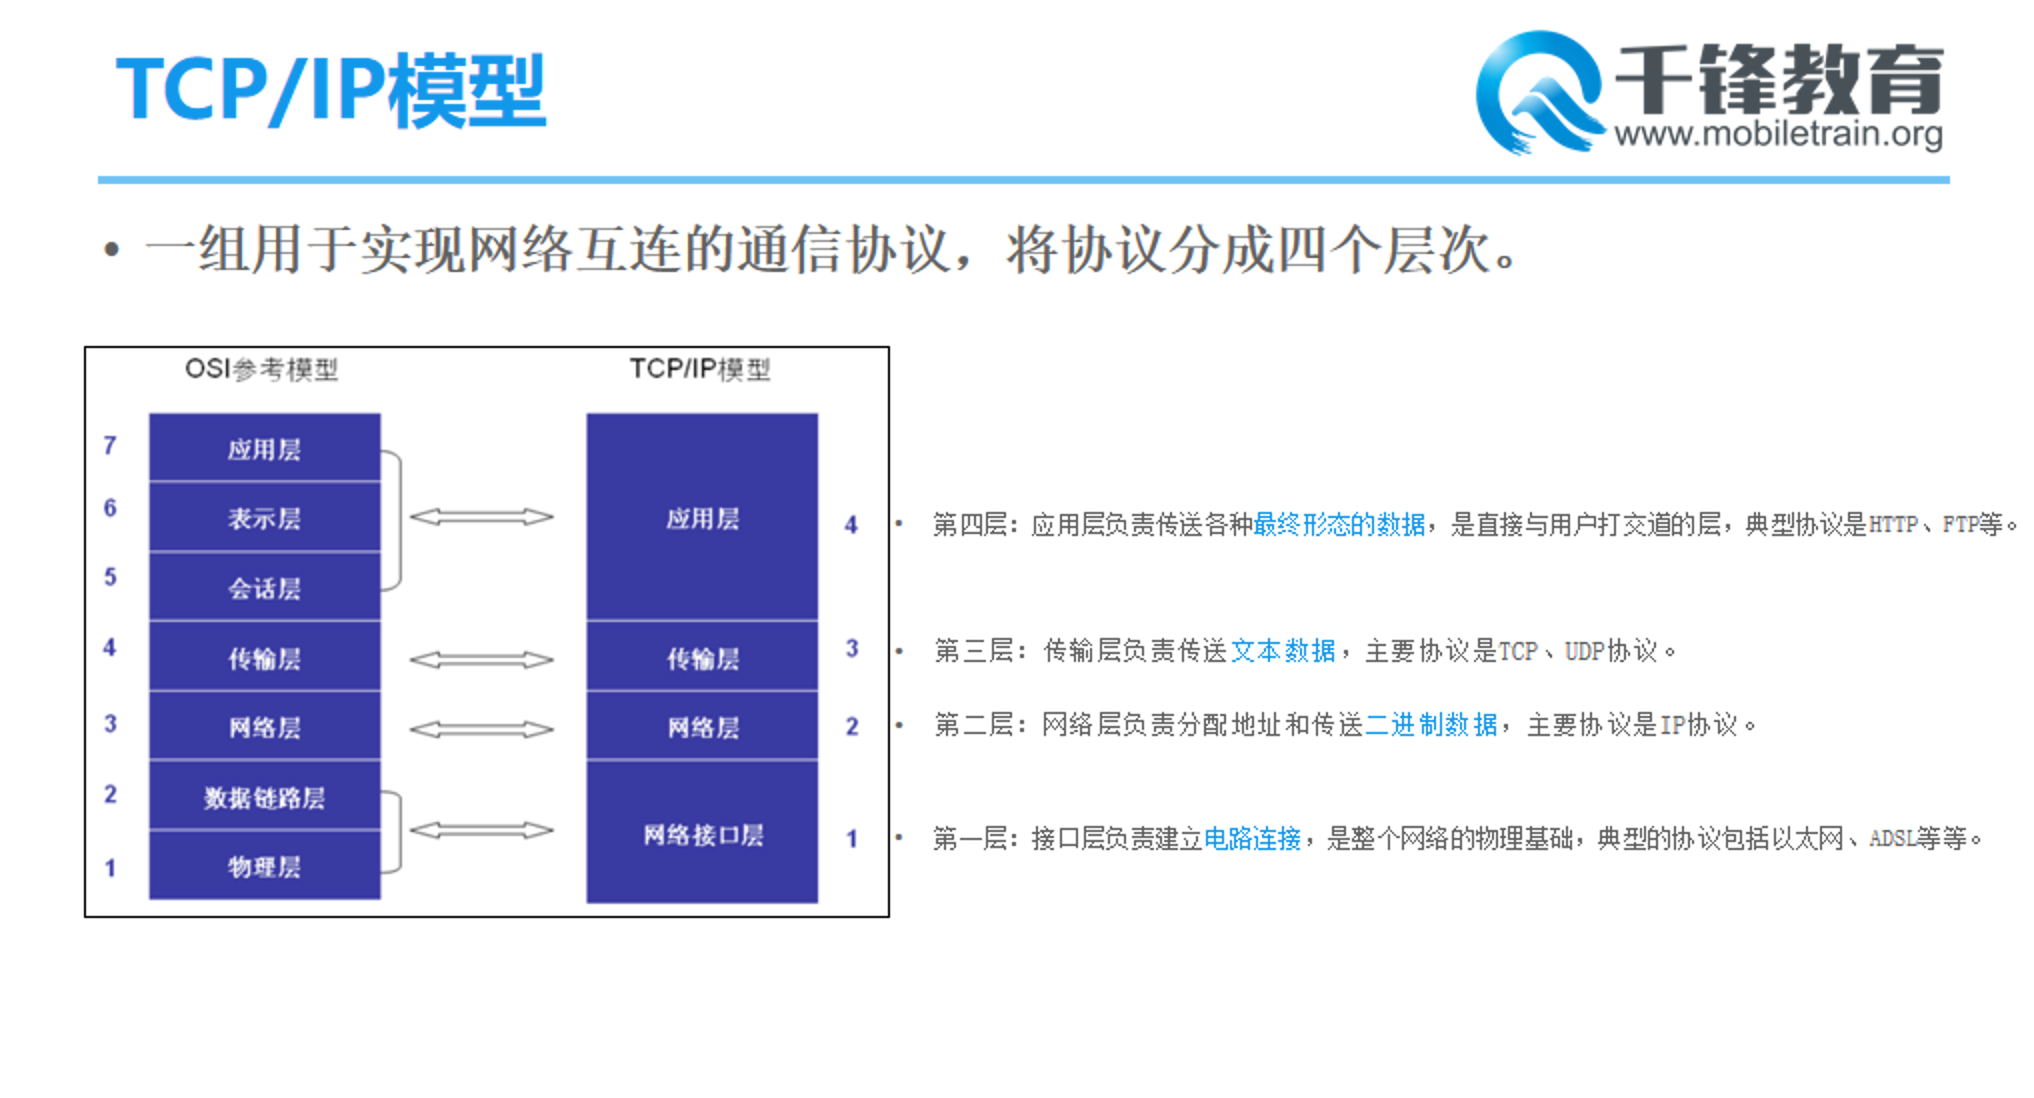 TCP/IP模型
千锋教育
www.mobiletrain.org
• 一组用于实现网络互连的通信协议，将协议分成四个层次。
OSI参考模型
TCP/IP模型
7 应用层
6 表示层
5 会话层
4 传输层
3 网络层
2 数据链路层
1 物理层
应用层 4
传输层 3
网络层 2
网络接口层 1
• 第四层：应用层负责传送各种最终形态的数据，是直接与用户打交道的层，典型协议是HTTP、FTP等。
• 第三层：传输层负责传送文本数据，主要协议是TCP、UDP协议。
• 第二层：网络层负责分配地址和传送二进制数据，主要协议是IP协议。
• 第一层：接口层负责建立电路连接，是整个网络的物理基础，典型的协议包括以太网、ADSL等等。